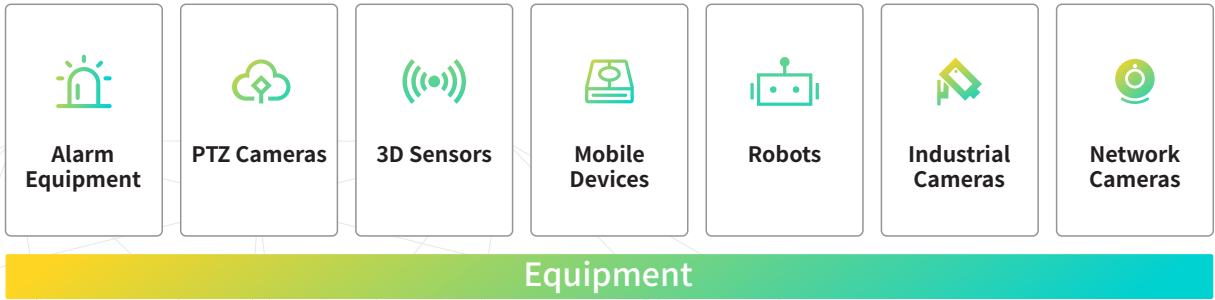 Alarm
Equipment
PTZ Cameras
3D Sensors
Mobile
Devices
Robots
Industrial
Cameras
Network
Cameras
Equipment